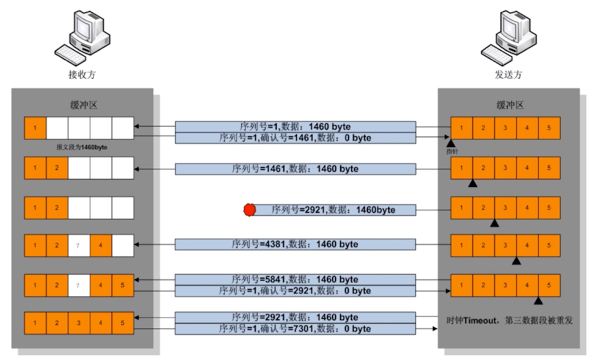 接收方
发送方
缓冲区
缓冲区
1
序列号=1,数据：1460 byte
序列号=1,确认号=1461,数据：0 byte
1 2 3 4 5
报文段为1460byte
指针
1 2
序列号=1461,数据：1460 byte
1 2 3 4 5
1 2
序列号=2921,数据：1460byte
1 2 3 4 5
1 2 ? 4
序列号=4381,数据：1460 byte
1 2 3 4 5
1 2 ? 4 5
序列号=5841,数据：1460 byte
序列号=1,确认号=2921,数据：0 byte
1 2 3 4 5
1 2 3 4 5
序列号=2921,数据：1460 byte
序列号=1,确认号=7301,数据：0 byte
时钟Timeout，第三数据段被重发